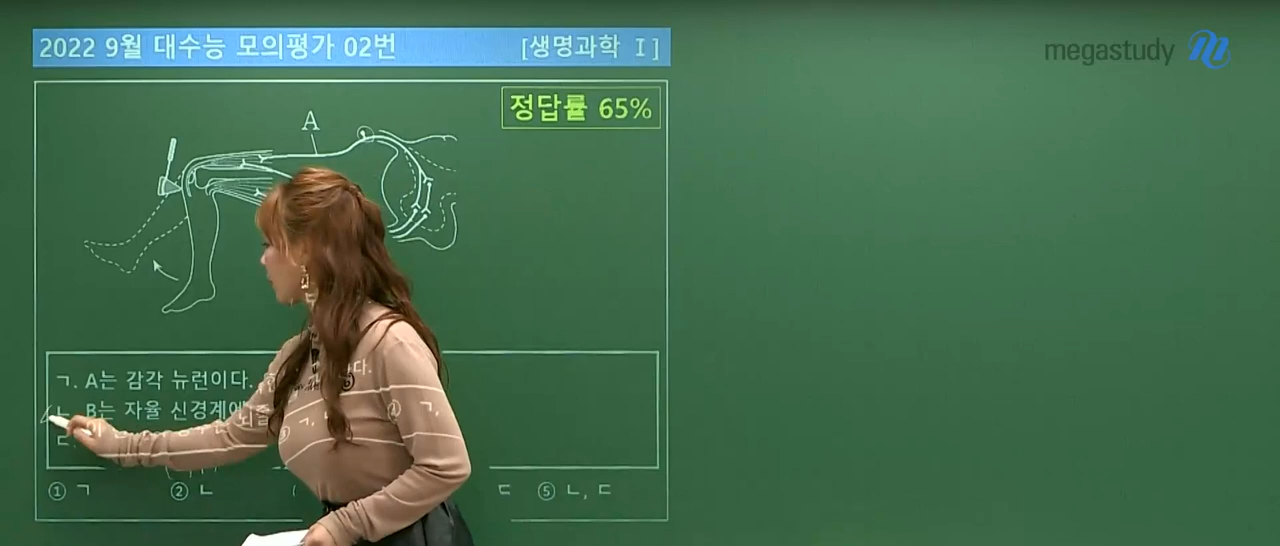 2022 9월 대수능 모의평가 02번 [생명과학 Ⅰ]
megastudy
정답률 65%
A
ㄱ. A는 감각 뉴런이다.
ㄴ. B는 자율 신경계에
ㄷ.
① ㄱ ② ㄴ ㄷ ⑤ ㄴ, ㄷ